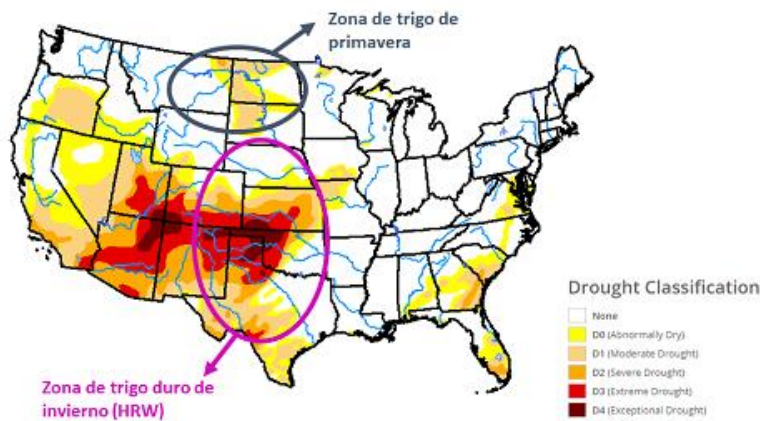 Zona de trigo de
primavera
Drought Classification
None
D0 (Abnormally Dry)
D1 (Moderate Drought)
D2 (Severe Drought)
D3 (Extreme Drought)
D4 (Exceptional Drought)
Zona de trigo duro de
invierno (HRW)